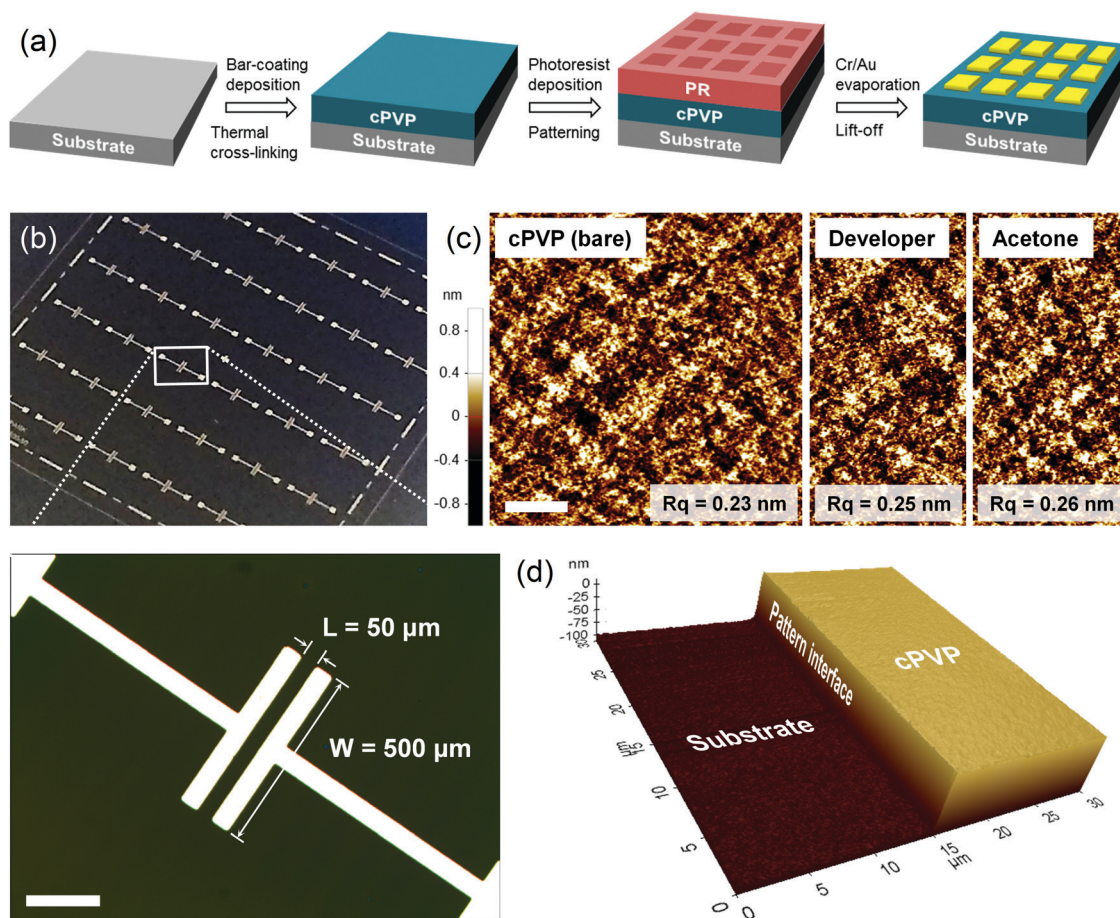 (a)
Substrate
Bar-coating
deposition
Thermal
cross-linking
cPVP
Substrate
Photoresist
deposition
Patterning
PR
cPVP
Substrate
Cr/Au
evaporation
Lift-off
cPVP
Substrate
(b)
(c)
nm
0.8
0.4
0
-0.4
-0.8
cPVP (bare)
Rq = 0.23 nm
Developer
Rq = 0.25 nm
Acetone
Rq = 0.26 nm
L = 50 µm
W = 500 µm
(d)
nm
0
-25
-50
-75
-100
30
25
20
15
µm
10
5
0
0
5
10
15
20
25
30
µm
Substrate
Pattern interface
cPVP